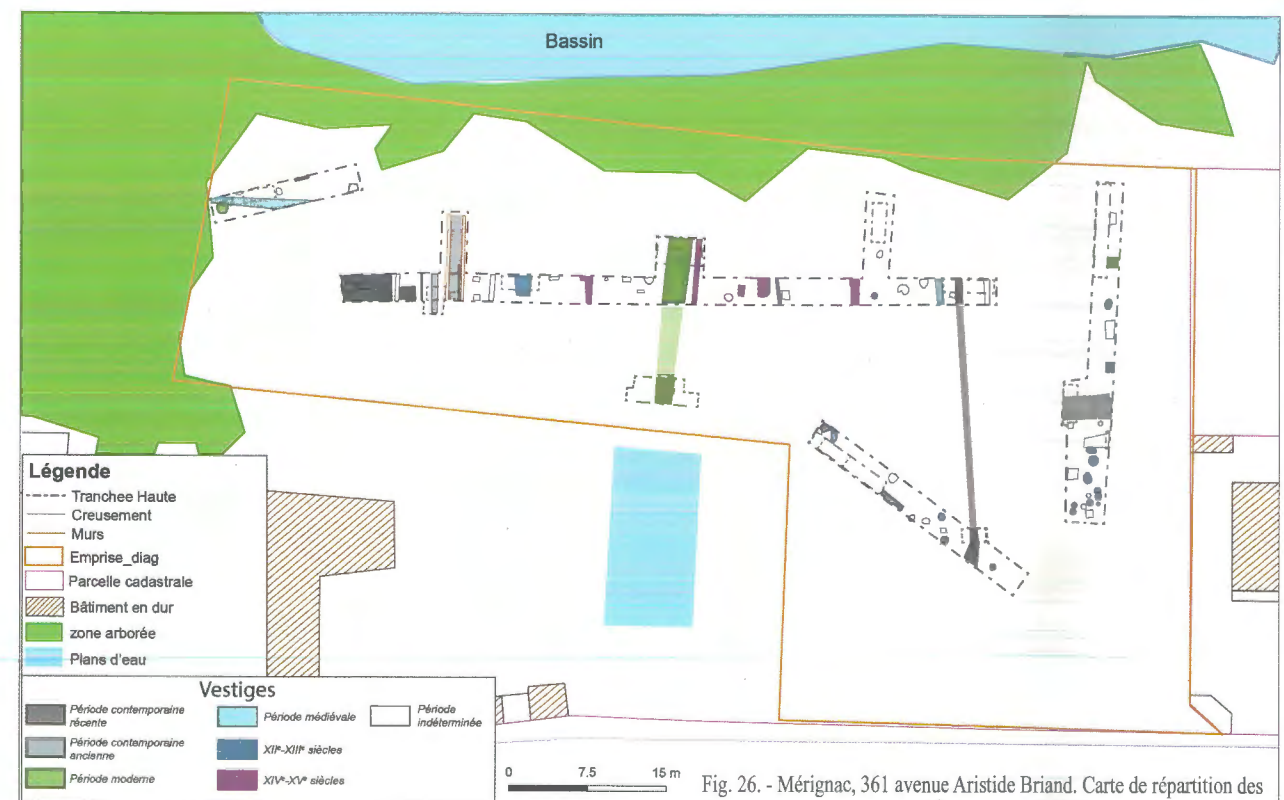 Bassin
Légende
Tranchee Haute
Creusement
Murs
Emprise_diag
Parcelle cadastrale
Bâtiment en dur
zone arborée
Plans d'eau
Vestiges
Période contemporaine
récente
Période contemporaine
ancienne
Période moderne
Période médiévale
XIIᵉ-XIIIᵉ siècles
XIVᵉ-XVᵉ siècles
Période
indéterminée
0 7.5 15 m
Fig. 26. - Mérignac, 361 avenue Aristide Briand. Carte de répartition des